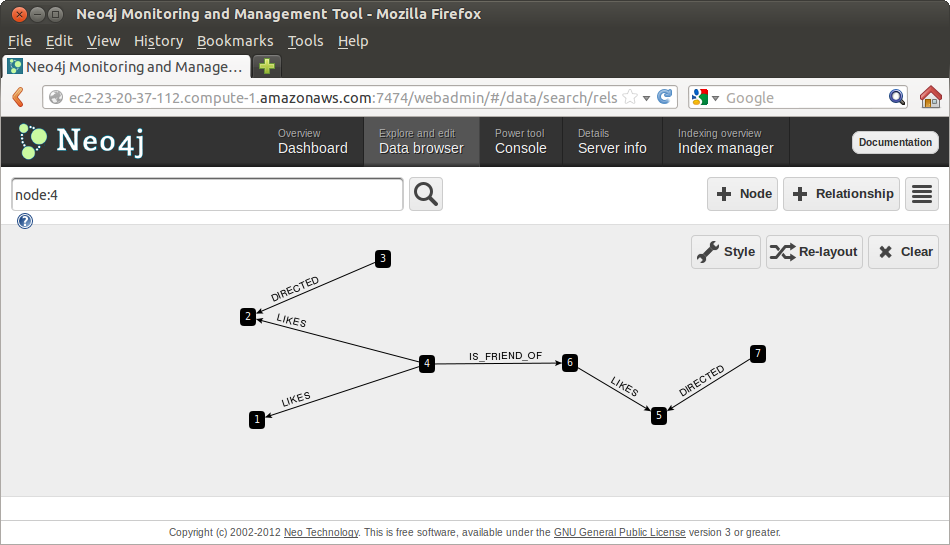 Neo4j Monitoring and Management Tool - Mozilla Firefox
File Edit View History Bookmarks Tools Help
Neo4j Monitoring and Manage...
ec2-23-20-37-112.compute-1.amazonaws.com:7474/webadmin/#/data/search/rels Google
Neo4j
Overview
Dashboard
Explore and edit
Data browser
Power tool
Console
Details
Server info
Indexing overview
Index manager
Documentation
node:4
Node
Relationship
?
Style
Re-layout
Clear
3
DIRECTED
2
LIKES
4
IS_FRIEND_OF
6
7
LIKES
DIRECTED
LIKES
1
5
Copyright (c) 2002-2012 Neo Technology. This is free software, available under the GNU General Public License version 3 or greater.